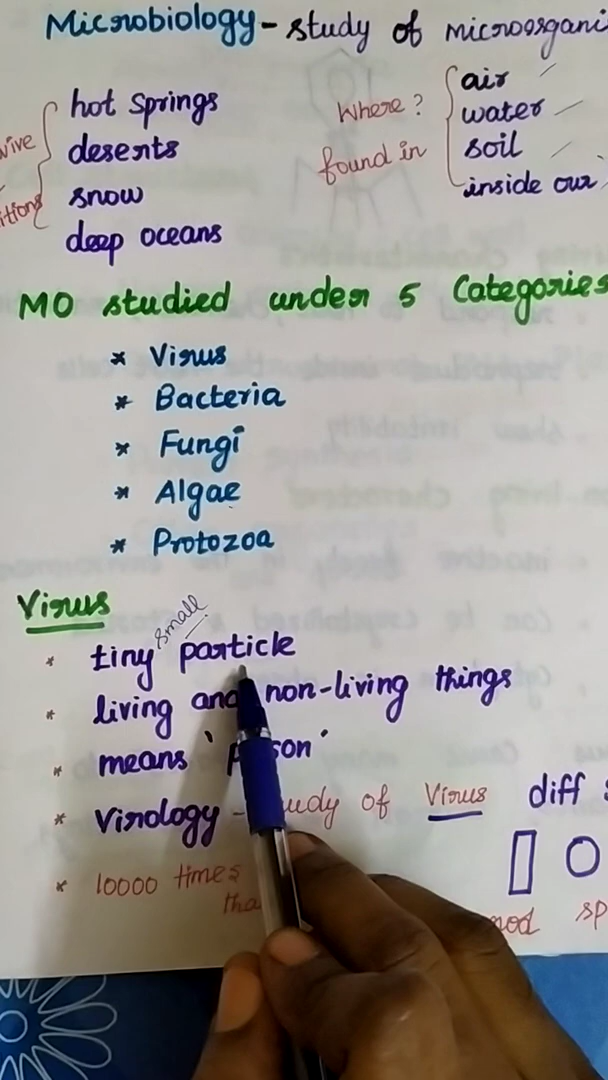 Microbiology - study of microorgani
hot springs
deserts
snow
deep oceans
Where?
found in
air
water
soil
inside our
MO studied under 5 Categories
* Virus
* Bacteria
* Fungi
* Algae
* Protozoa
Virus
small
* tiny particle
* living and non-living things
* means '
* Virology - study of Virus
diff
* 10000 times